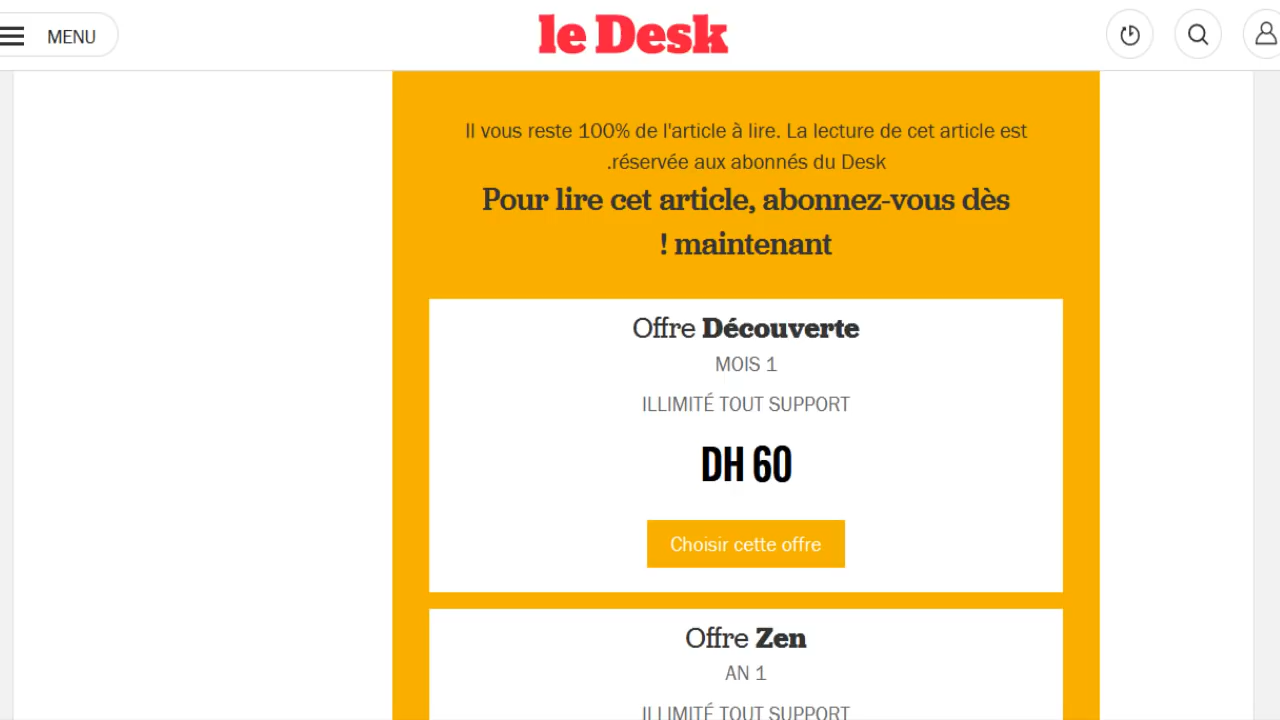 MENU
le Desk
Il vous reste 100% de l'article à lire. La lecture de cet article est
.réservée aux abonnés du Desk
Pour lire cet article, abonnez-vous dès
! maintenant
Offre Découverte
MOIS 1
ILLIMITÉ TOUT SUPPORT
DH 60
Choisir cette offre
Offre Zen
AN 1
ILLIMITÉ TOUT SUPPORT